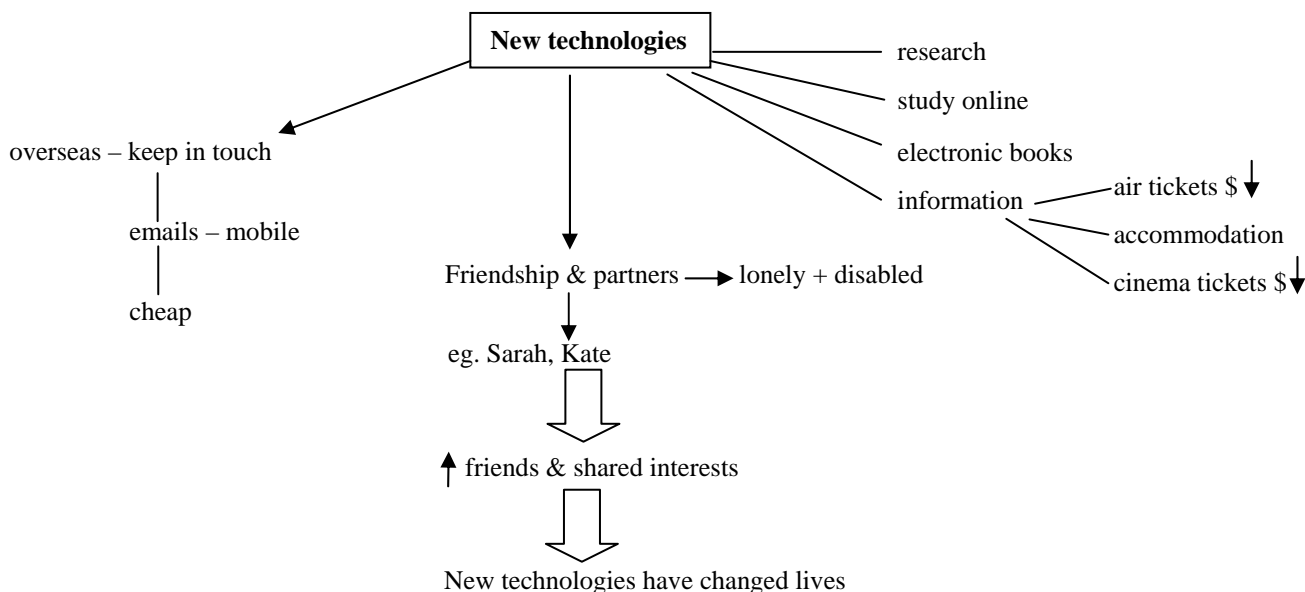 New technologies
research
study online
overseas – keep in touch
electronic books
air tickets $
information
emails – mobile
accommodation
Friendship & partners
lonely + disabled
cinema tickets $
cheap
eg. Sarah, Kate
friends & shared interests
New technologies have changed lives